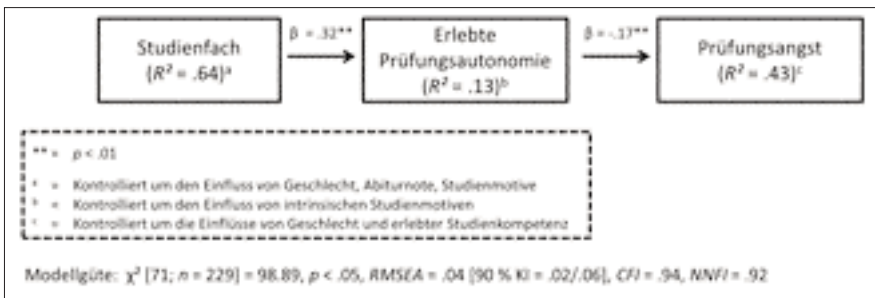 β = .32**
β = -.17**
Studienfach
(R² = .64)ᵃ
Erlebte
Prüfungsautonomie
(R² = .13)ᵇ
Prüfungsangst
(R² = .43)ᶜ
** = p < .01
ᵃ = Kontrolliert um den Einfluss von Geschlecht, Abiturnote, Studienmotive
ᵇ = Kontrolliert um den Einfluss von intrinsischen Studienmotiven
ᶜ = Kontrolliert um die Einflüsse von Geschlecht und erlebter Studienkompetenz
Modellgüte: χ² [71; n = 229] = 98.89, p < .05, RMSEA = .04 [90 % KI = .02/.06], CFI = .94, NNFI = .92